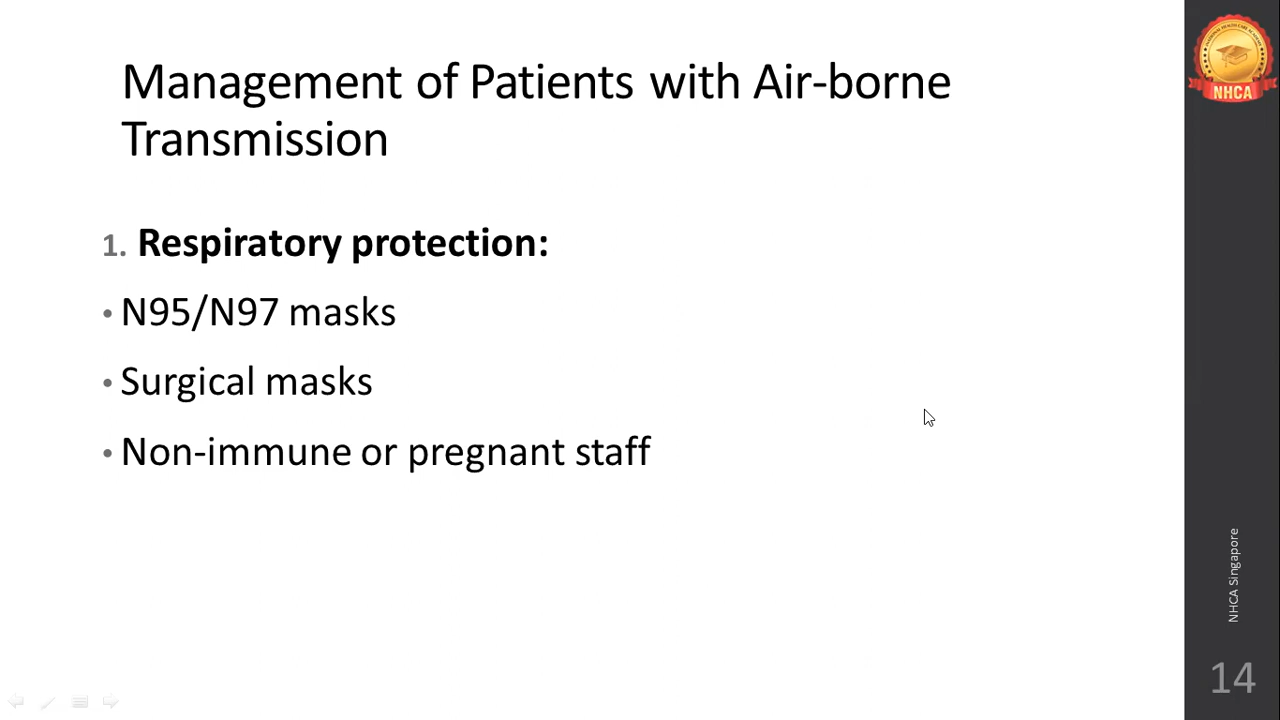 Management of Patients with Air-borne
Transmission
1. Respiratory protection:
• N95/N97 masks
• Surgical masks
• Non-immune or pregnant staff
NHCA
NHCA Singapore
14